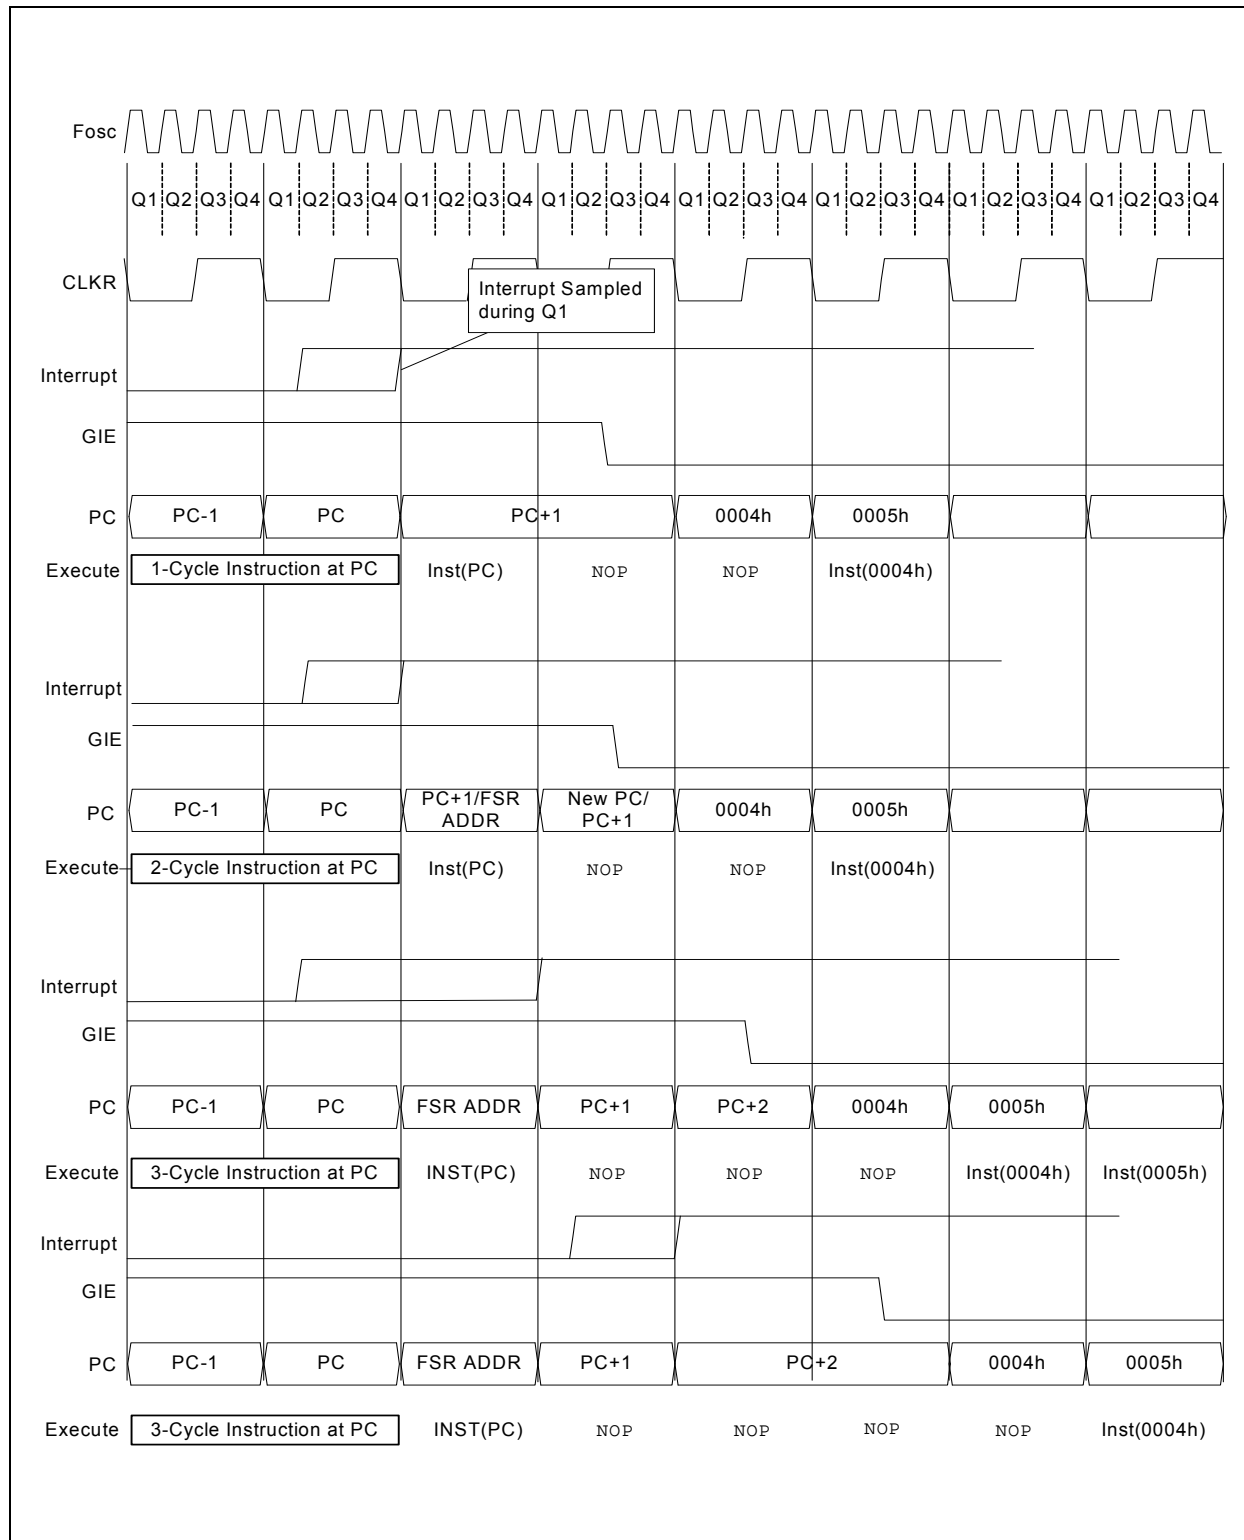 Fosc
Q1 Q2 Q3 Q4 Q1 Q2 Q3 Q4 Q1 Q2 Q3 Q4 Q1 Q2 Q3 Q4 Q1 Q2 Q3 Q4 Q1 Q2 Q3 Q4 Q1 Q2 Q3 Q4 Q1 Q2 Q3 Q4
CLKR
Interrupt Sampled
during Q1
Interrupt
GIE
PC PC-1 PC PC+1 0004h 0005h
Execute 1-Cycle Instruction at PC Inst(PC) NOP NOP Inst(0004h)
Interrupt
GIE
PC PC-1 PC PC+1/FSR ADDR New PC/ PC+1 0004h 0005h
Execute 2-Cycle Instruction at PC Inst(PC) NOP NOP Inst(0004h)
Interrupt
GIE
PC PC-1 PC FSR ADDR PC+1 PC+2 0004h 0005h
Execute 3-Cycle Instruction at PC INST(PC) NOP NOP NOP Inst(0004h) Inst(0005h)
Interrupt
GIE
PC PC-1 PC FSR ADDR PC+1 PC+2 0004h 0005h
Execute 3-Cycle Instruction at PC INST(PC) NOP NOP NOP NOP Inst(0004h)